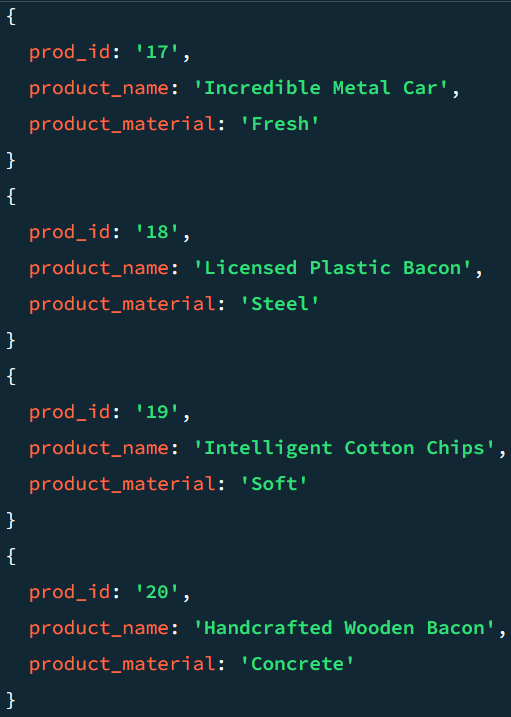 {
  prod_id: '17',
  product_name: 'Incredible Metal Car',
  product_material: 'Fresh'
}
{
  prod_id: '18',
  product_name: 'Licensed Plastic Bacon',
  product_material: 'Steel'
}
{
  prod_id: '19',
  product_name: 'Intelligent Cotton Chips',
  product_material: 'Soft'
}
{
  prod_id: '20',
  product_name: 'Handcrafted Wooden Bacon',
  product_material: 'Concrete'
}